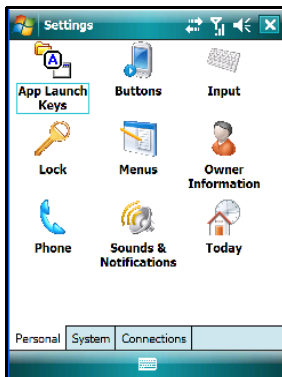 Settings
App Launch
Keys
Buttons
Input
Lock
Menus
Owner
Information
Phone
Sounds &
Notifications
Today
Personal System Connections